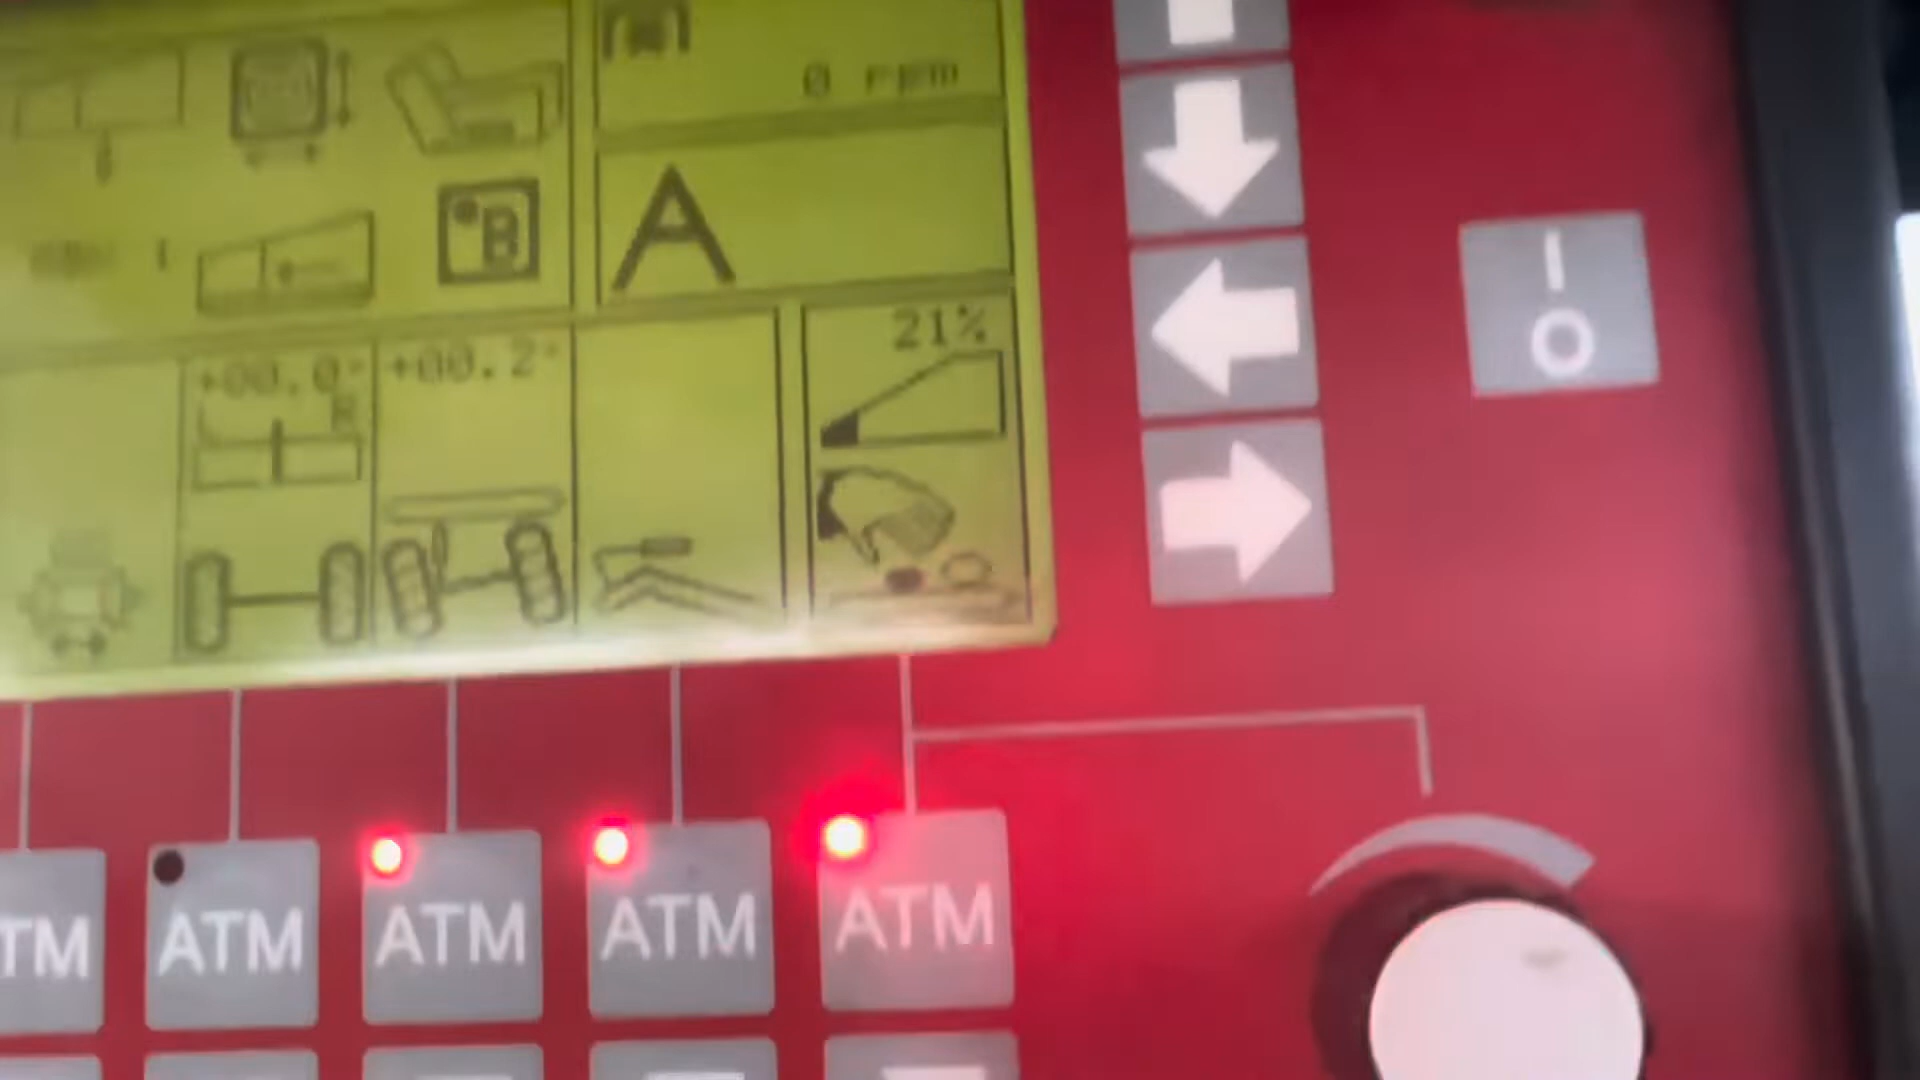 0 rpm
A
B
21%
+00.0°
+00.2°
R
I
O
TM
ATM
ATM
ATM
ATM